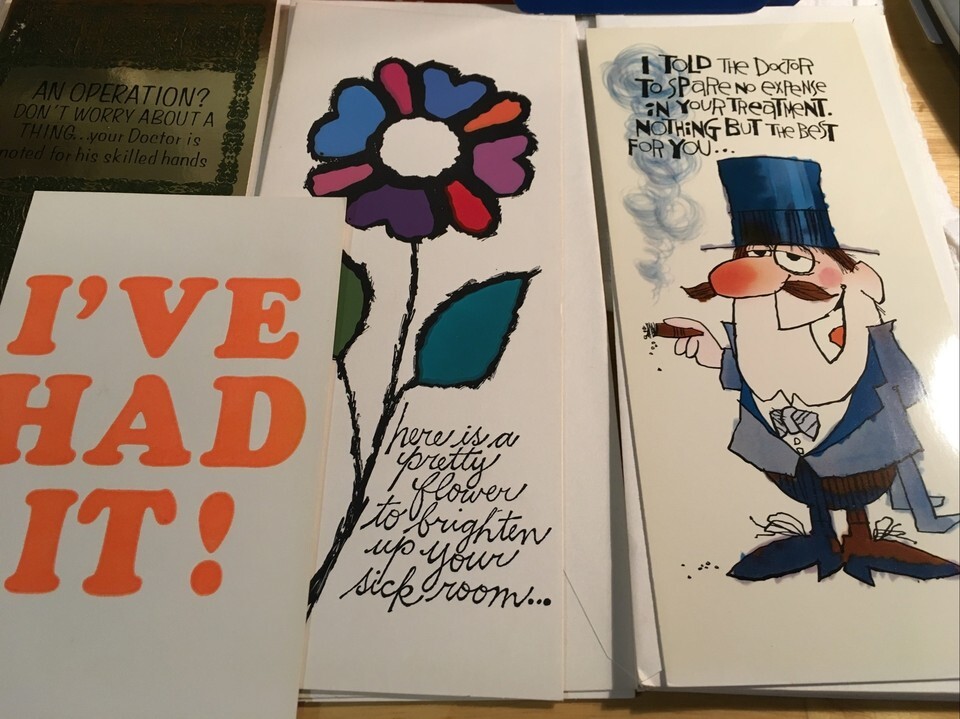 AN OPERATION?
DON'T WORRY ABOUT A
THING...your Doctor is
noted for his skilled hands
I'VE
HAD
IT!
here is a
pretty
flower
to brighten
up your
sick room...
I TOLD THE DOCTOR
TO SPARE NO EXPENSE
IN YOUR TREATMENT.
NOTHING BUT THE BEST
FOR YOU...